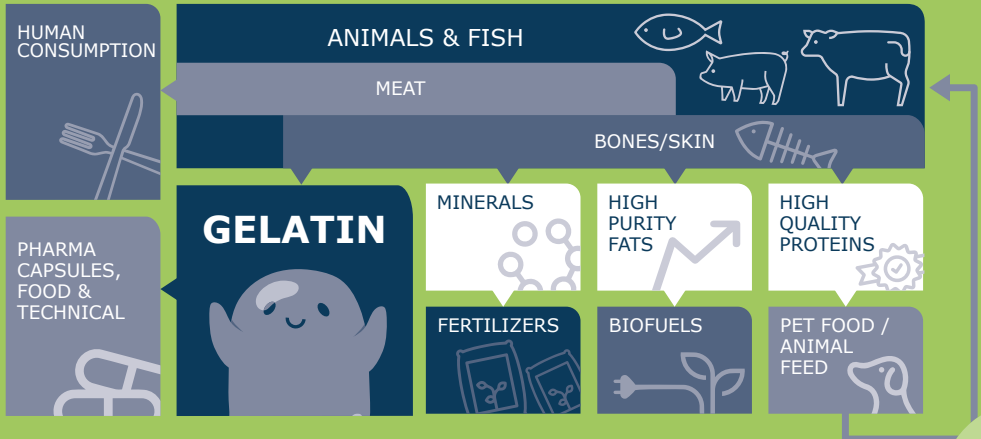 HUMAN
CONSUMPTION
ANIMALS & FISH
MEAT
BONES/SKIN
GELATIN
PHARMA
CAPSULES,
FOOD &
TECHNICAL
MINERALS
HIGH
PURITY
FATS
HIGH
QUALITY
PROTEINS
FERTILIZERS
BIOFUELS
PET FOOD /
ANIMAL
FEED